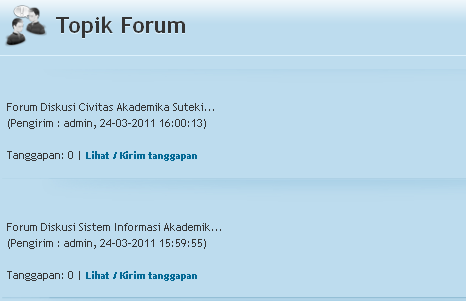 Topik Forum
Forum Diskusi Civitas Akademika Suteki...
(Pengirim : admin, 24-03-2011 16:00:13)
Tanggapan: 0 | Lihat / Kirim tanggapan
Forum Diskusi Sistem Informasi Akademik...
(Pengirim : admin, 24-03-2011 15:59:55)
Tanggapan: 0 | Lihat / Kirim tanggapan